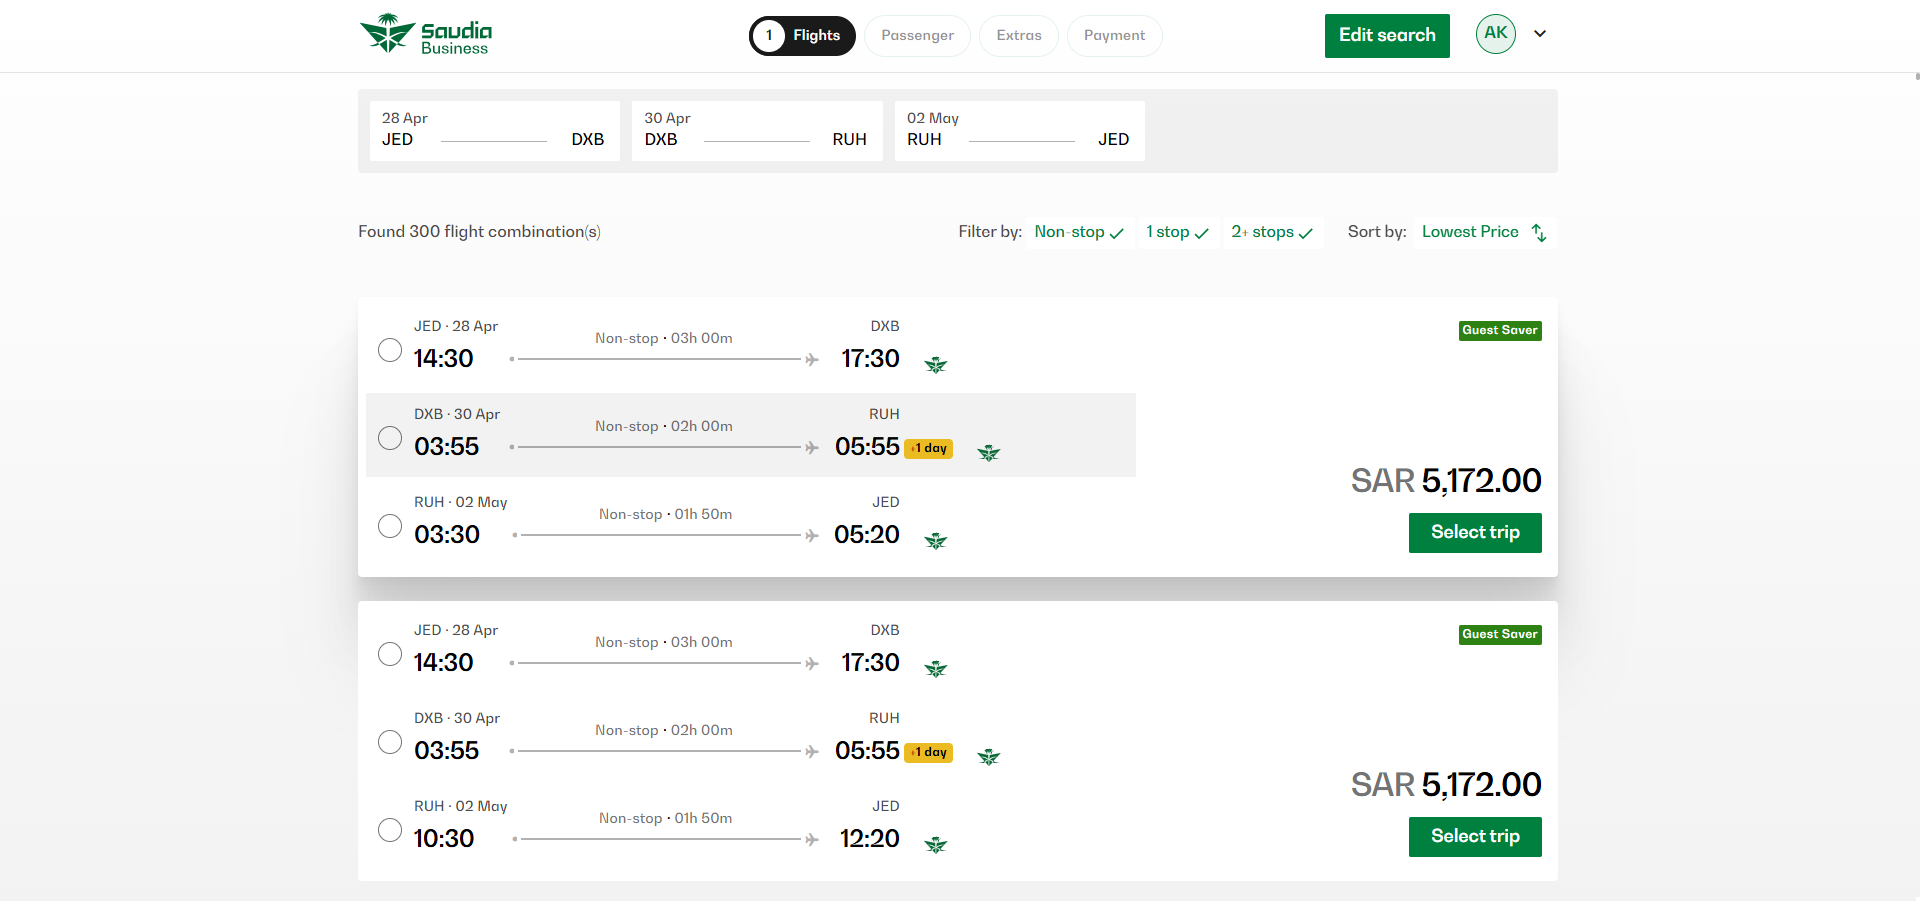 Saudia
Business
1 Flights
Passenger
Extras
Payment
Edit search
AK
28 Apr
JED DXB
30 Apr
DXB RUH
02 May
RUH JED
Found 300 flight combination(s)
Filter by: Non-stop 1 stop 2+ stops
Sort by: Lowest Price
JED · 28 Apr
Non-stop · 03h 00m
DXB
14:30
17:30
Guest Saver
DXB · 30 Apr
Non-stop · 02h 00m
RUH
03:55
05:55 +1 day
RUH · 02 May
Non-stop · 01h 50m
JED
03:30
05:20
SAR 5,172.00
Select trip
JED · 28 Apr
Non-stop · 03h 00m
DXB
14:30
17:30
Guest Saver
DXB · 30 Apr
Non-stop · 02h 00m
RUH
03:55
05:55 +1 day
RUH · 02 May
Non-stop · 01h 50m
JED
10:30
12:20
SAR 5,172.00
Select trip